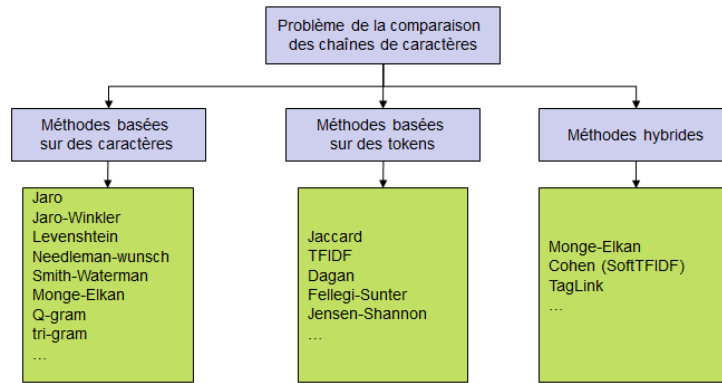 Problème de la comparaison
des chaînes de caractères
Méthodes basées
sur des caractères
Méthodes basées
sur des tokens
Méthodes hybrides
Jaro
Jaro-Winkler
Levenshtein
Needleman-wunsch
Smith-Waterman
Monge-Elkan
Q-gram
tri-gram
…
Jaccard
TFIDF
Dagan
Fellegi-Sunter
Jensen-Shannon
…
Monge-Elkan
Cohen (SoftTFIDF)
TagLink
…